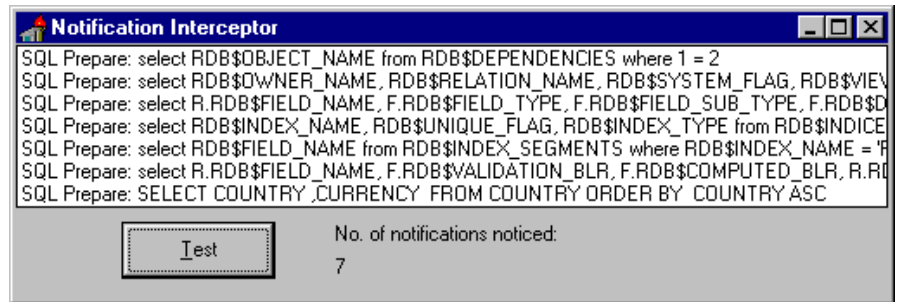 Notification Interceptor
SQL Prepare: select RDB$OBJECT_NAME from RDB$DEPENDENCIES where 1 = 2
SQL Prepare: select RDB$OWNER_NAME, RDB$RELATION_NAME, RDB$SYSTEM_FLAG, RDB$VIEW
SQL Prepare: select R.RDB$FIELD_NAME, F.RDB$FIELD_TYPE, F.RDB$FIELD_SUB_TYPE, F.RDB$D
SQL Prepare: select RDB$INDEX_NAME, RDB$UNIQUE_FLAG, RDB$INDEX_TYPE from RDB$INDICE
SQL Prepare: select RDB$FIELD_NAME from RDB$INDEX_SEGMENTS where RDB$INDEX_NAME = 'F
SQL Prepare: select R.RDB$FIELD_NAME, F.RDB$VALIDATION_BLR, F.RDB$COMPUTED_BLR, R.RD
SQL Prepare: SELECT COUNTRY ,CURRENCY FROM COUNTRY ORDER BY COUNTRY ASC
Test
No. of notifications noticed:
7